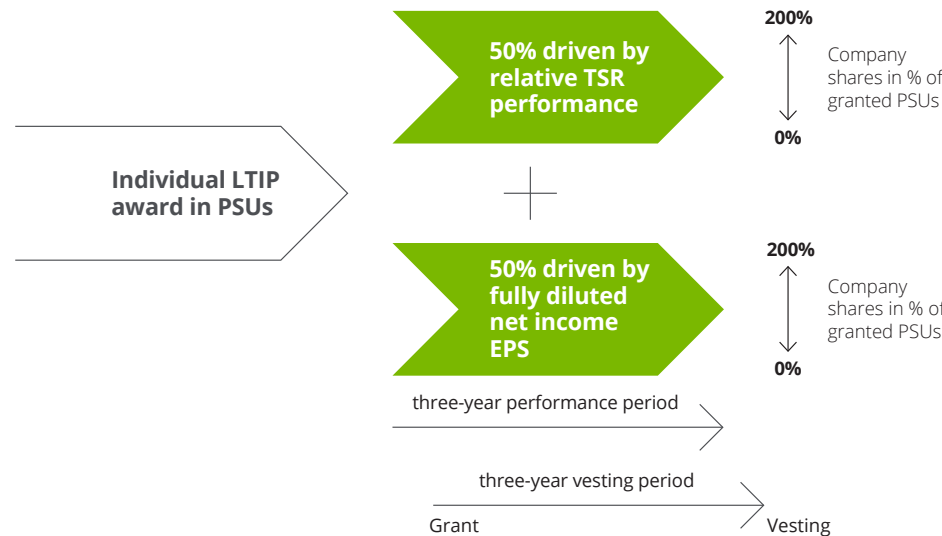 Individual LTIP
award in PSUs
50% driven by
relative TSR
performance
200%
Company
shares in % of
granted PSUs
0%
50% driven by
fully diluted
net income
EPS
200%
Company
shares in % of
granted PSUs
0%
three-year performance period
three-year vesting period
Grant
Vesting